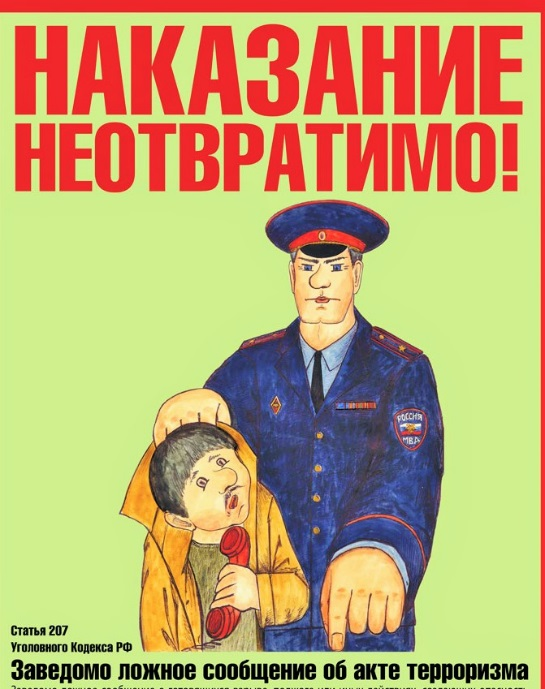 НАКАЗАНИЕ
НЕОТВРАТИМО!
РОССИЯ
МВД
Статья 207
Уголовного Кодекса РФ
Заведомо ложное сообщение об акте терроризма